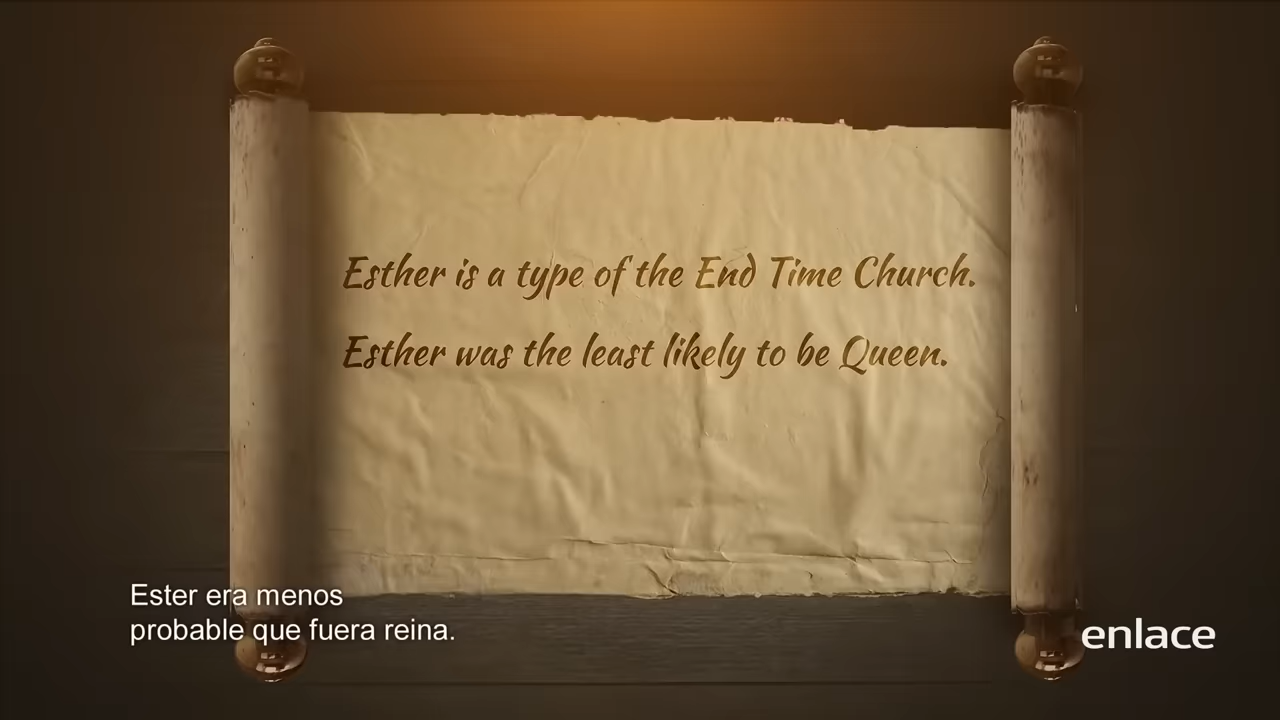 Esther is a type of the End Time Church.
Esther was the least likely to be Queen.
Ester era menos
probable que fuera reina.
enlace